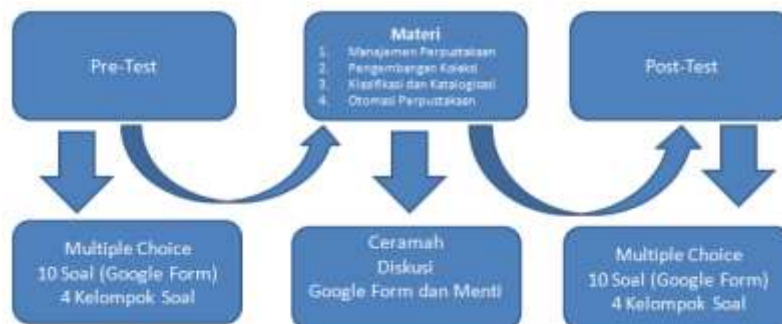 Pre-Test
Materi
1. Manajemen Perpustakaan
2. Pengembangan Koleksi
3. Klasifikasi dan Katalogisasi
4. Otomasi Perpustakaan
Post-Test
Multiple Choice
10 Soal (Google Form)
4 Kelompok Soal
Ceramah
Diskusi
Google Form dan Menti
Multiple Choice
10 Soal (Google Form)
4 Kelompok Soal